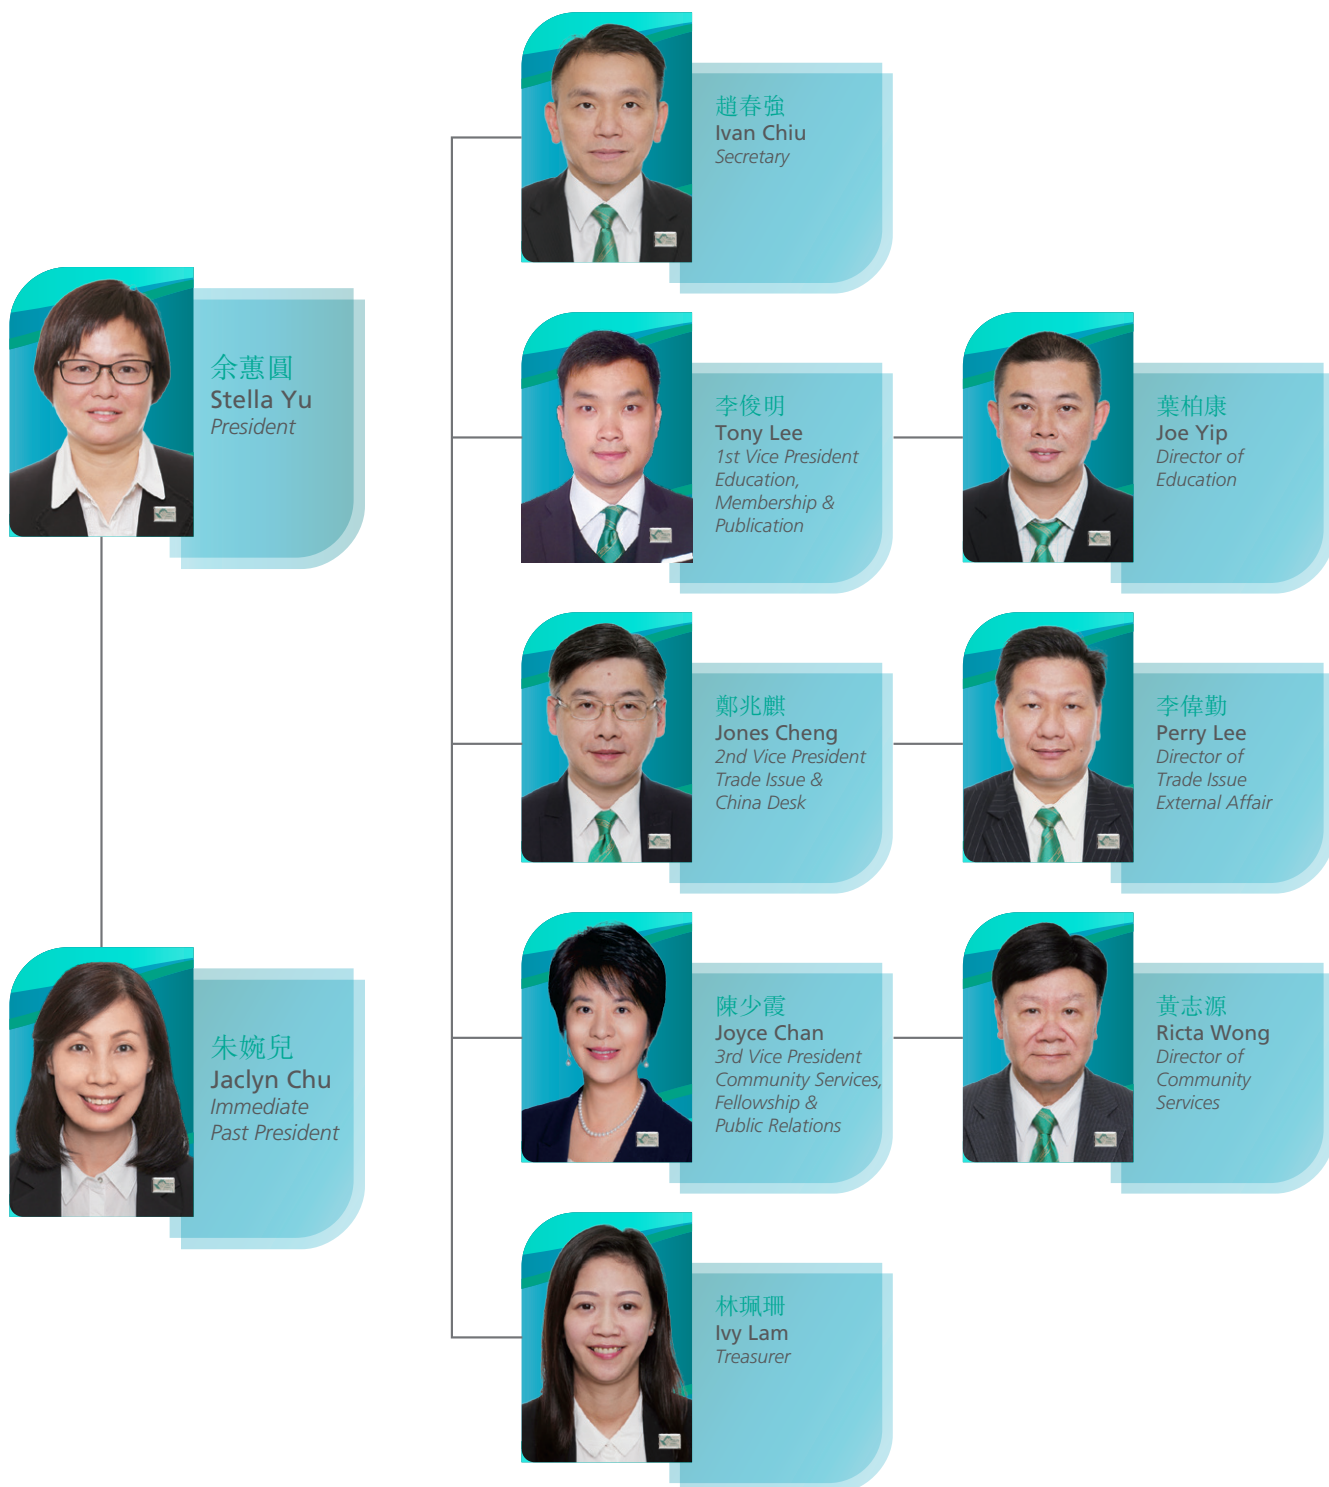 余蕙圓
Stella Yu
President
朱婉兒
Jaclyn Chu
Immediate
Past President
趙春強
Ivan Chiu
Secretary
李俊明
Tony Lee
1st Vice President
Education,
Membership &
Publication
葉柏康
Joe Yip
Director of
Education
鄭兆麒
Jones Cheng
2nd Vice President
Trade Issue &
China Desk
李偉勤
Perry Lee
Director of
Trade Issue
External Affair
陳少霞
Joyce Chan
3rd Vice President
Community Services,
Fellowship &
Public Relations
黃志源
Ricta Wong
Director of
Community
Services
林珮珊
Ivy Lam
Treasurer